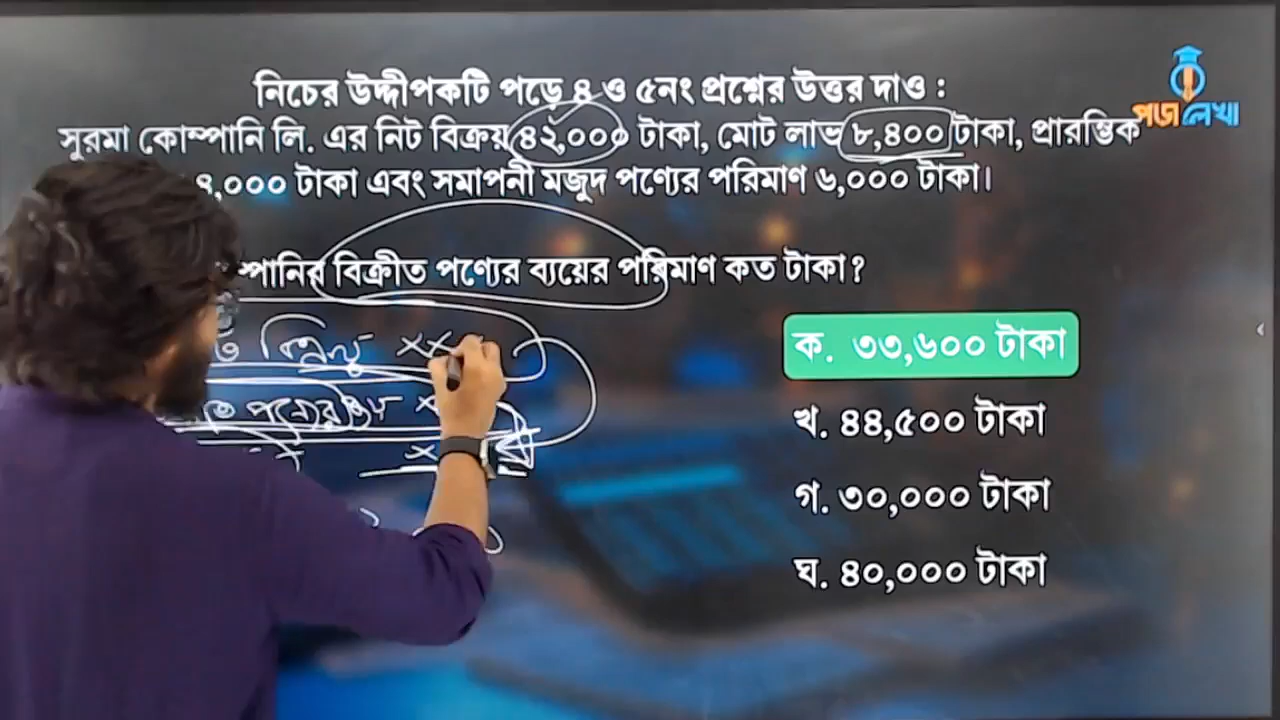 নিচের উদ্দীপকটি পড়ে ৪ ও ৫নং প্রশ্নের উত্তর দাও :
সুরমা কোম্পানি লি. এর নিট বিক্রয় ৪২,০০০ টাকা, মোট লাভ ৮,৪০০ টাকা, প্রারম্ভিক
৪,০০০ টাকা এবং সমাপনী মজুদ পণ্যের পরিমাণ ৬,০০০ টাকা।
ম্পানির বিক্রীত পণ্যের ব্যয়ের পরিমাণ কত টাকা?
ক. ৩৩,৬০০ টাকা
খ. ৪৪,৫০০ টাকা
গ. ৩০,০০০ টাকা
ঘ. ৪০,০০০ টাকা
পণ্যের
পড়ালেখা